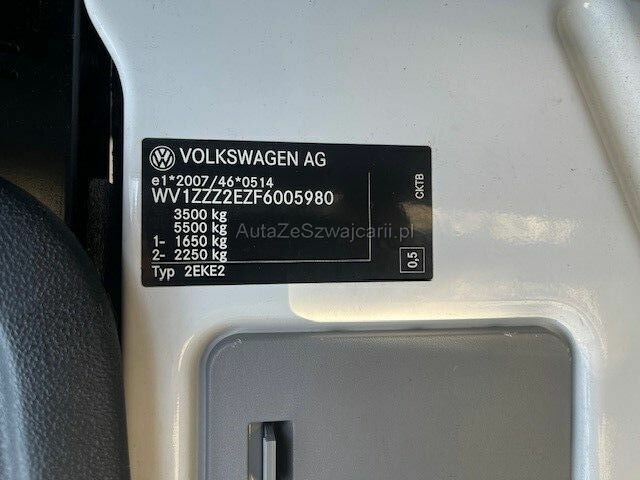 VOLKSWAGEN AG
e1*2007/46*0514
WV1ZZZ2EZF6005980
3500 kg
5500 kg
1- 1650 kg
2- 2250 kg
Typ 2EKE2
CKTB
0,5
AutaZeSzwajcarii.pl